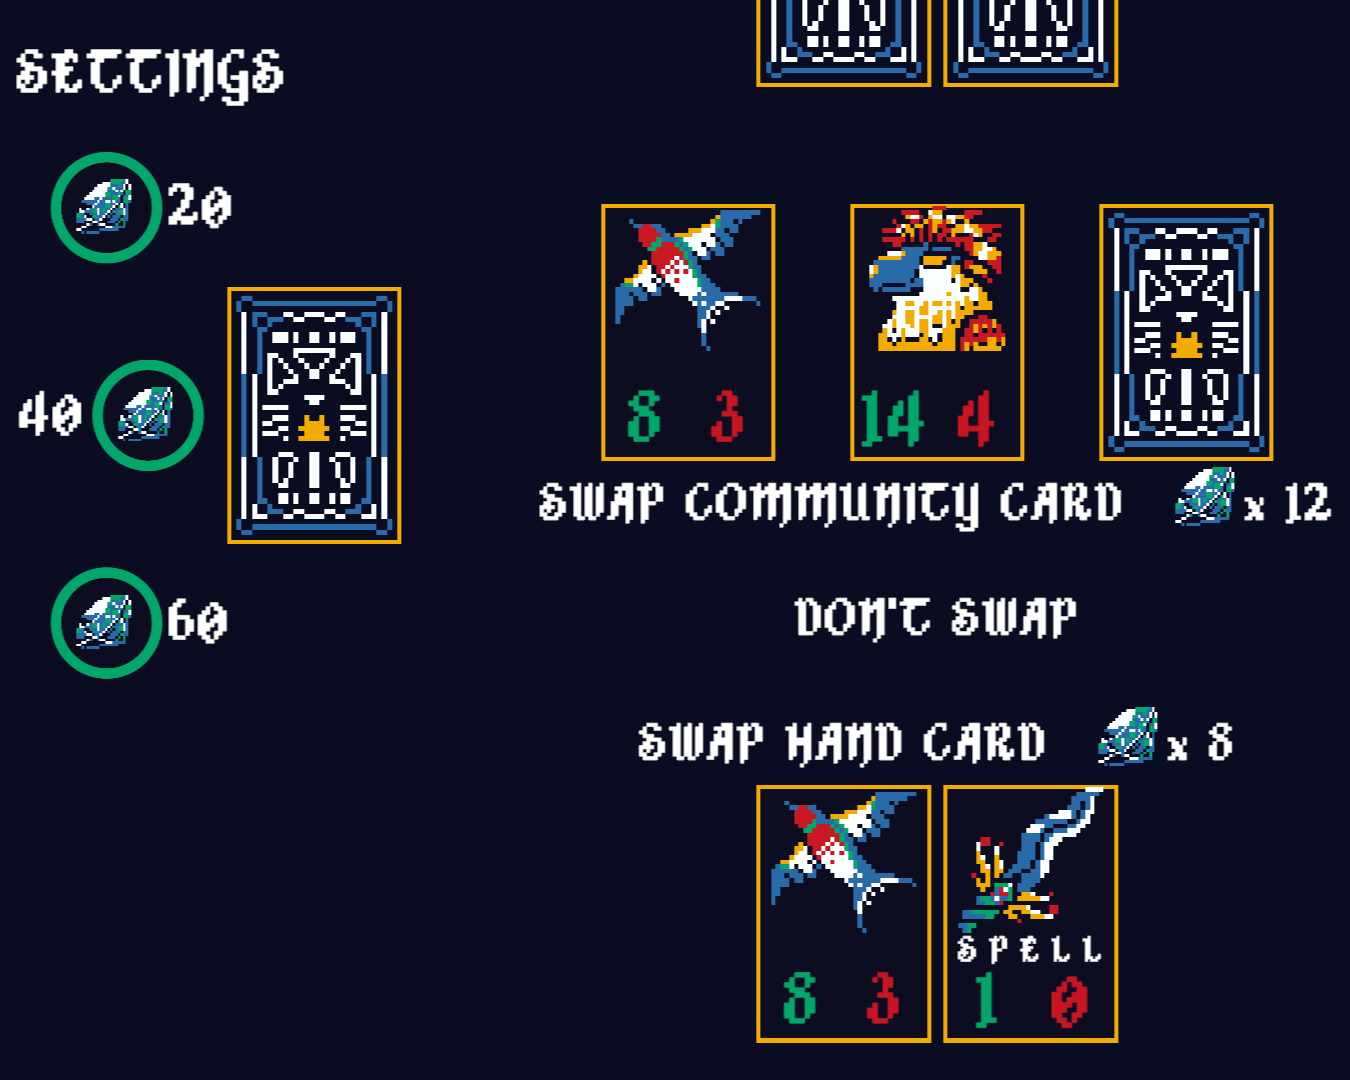 SETTINGS
20
40
60
8 3
14 4
SWAP COMMUNITY CARD x 12
DON'T SWAP
SWAP HAND CARD x 8
SPELL
8 3
1 0